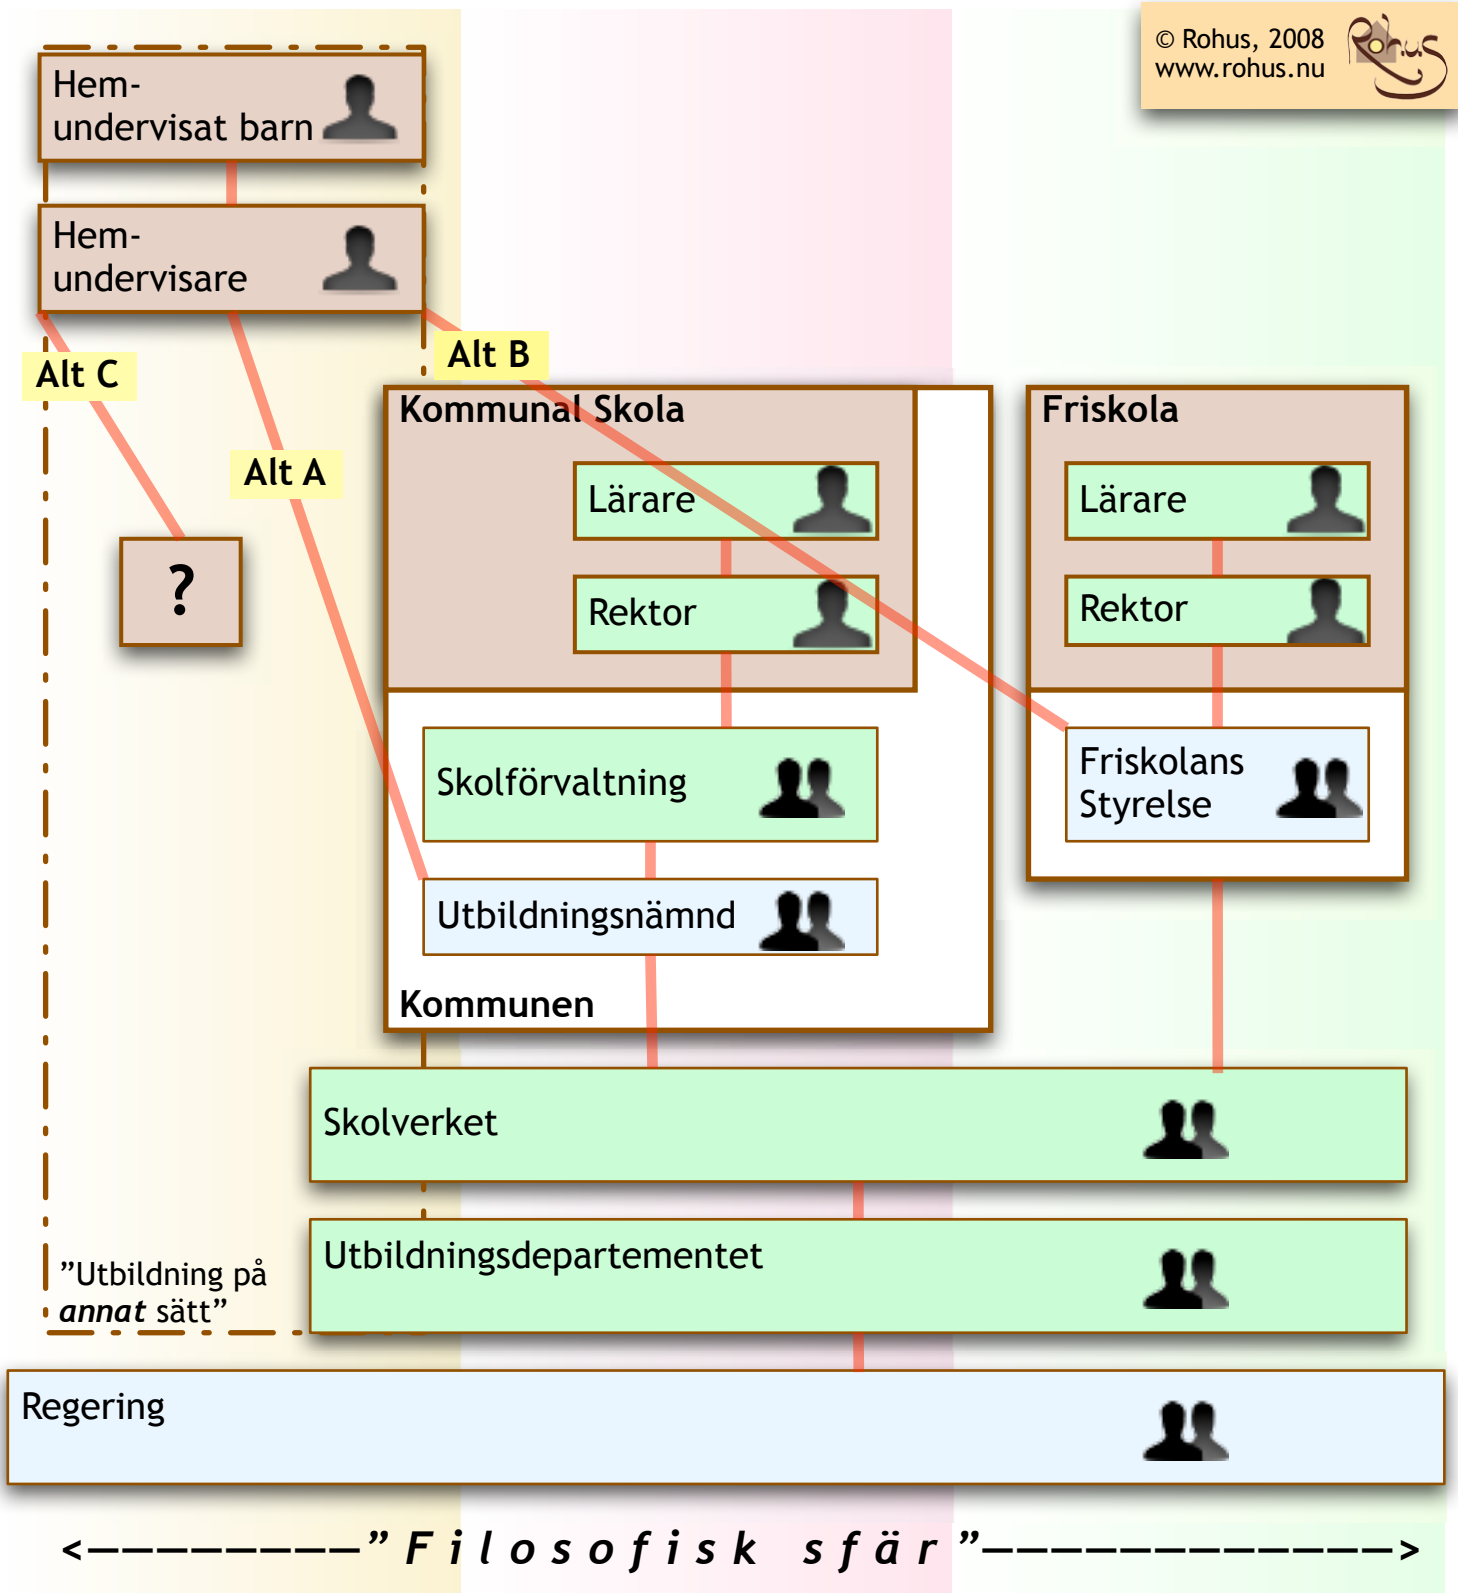 © Rohus, 2008
www.rohus.nu
Rohus
Hem-
undervisat barn
Hem-
undervisare
Alt C
Alt A
Alt B
?
Kommunal Skola
Lärare
Rektor
Skolförvaltning
Utbildningsnämnd
Kommunen
Friskola
Lärare
Rektor
Friskolans
Styrelse
Skolverket
Utbildningsdepartementet
”Utbildning på
annat sätt”
Regering
<–––––––––”Filosofisk sfär”–––––––––––––>